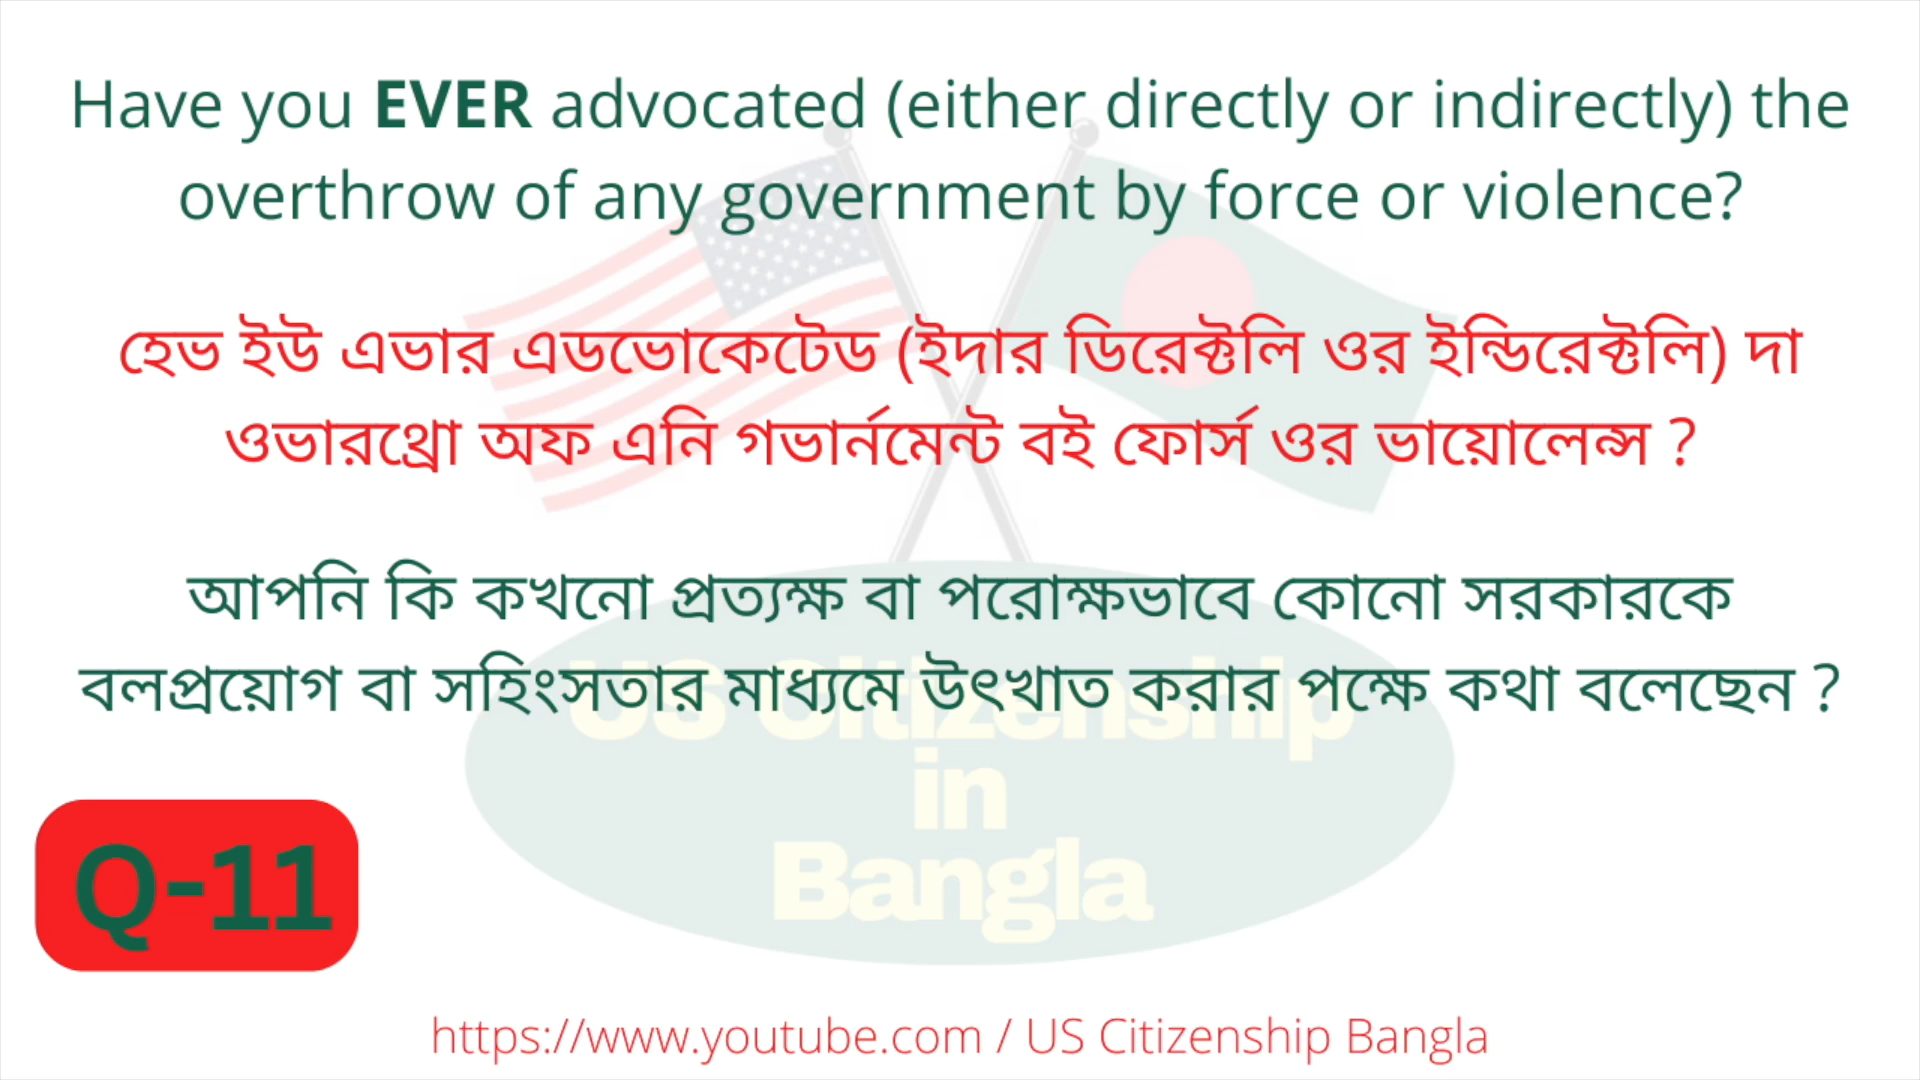 Have you EVER advocated (either directly or indirectly) the
overthrow of any government by force or violence?
হেভ ইউ এভার এডভোকেটেড (ইদার ডিরেক্টলি ওর ইন্ডিরেক্টলি) দা
ওভারথ্রো অফ এনি গভার্নমেন্ট বই ফোর্স ওর ভায়োলেন্স ?
আপনি কি কখনো প্রত্যক্ষ বা পরোক্ষভাবে কোনো সরকারকে
বলপ্রয়োগ বা সহিংসতার মাধ্যমে উৎখাত করার পক্ষে কথা বলেছেন ?
US Citizenship
in
Bangla
Q-11
https://www.youtube.com / US Citizenship Bangla